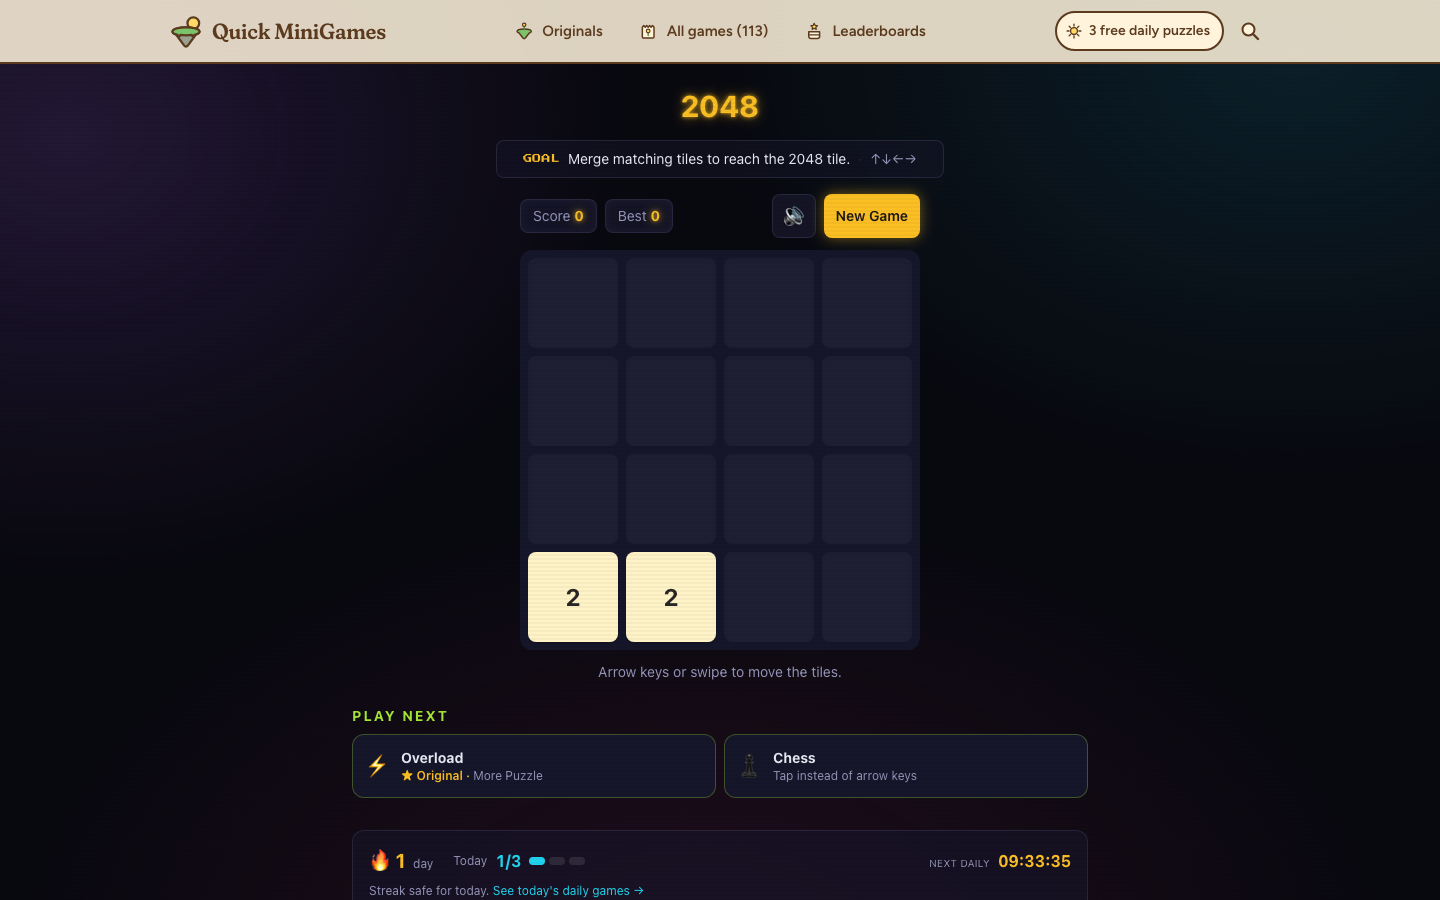 Quick MiniGames
Originals
All games (113)
Leaderboards
3 free daily puzzles
2048
GOAL Merge matching tiles to reach the 2048 tile. · ↑↓←→
Score 0
Best 0
New Game
2 2
Arrow keys or swipe to move the tiles.
PLAY NEXT
Overload
Original · More Puzzle
Chess
Tap instead of arrow keys
1 day
Today 1/3
NEXT DAILY 09:33:35
Streak safe for today. See today's daily games →